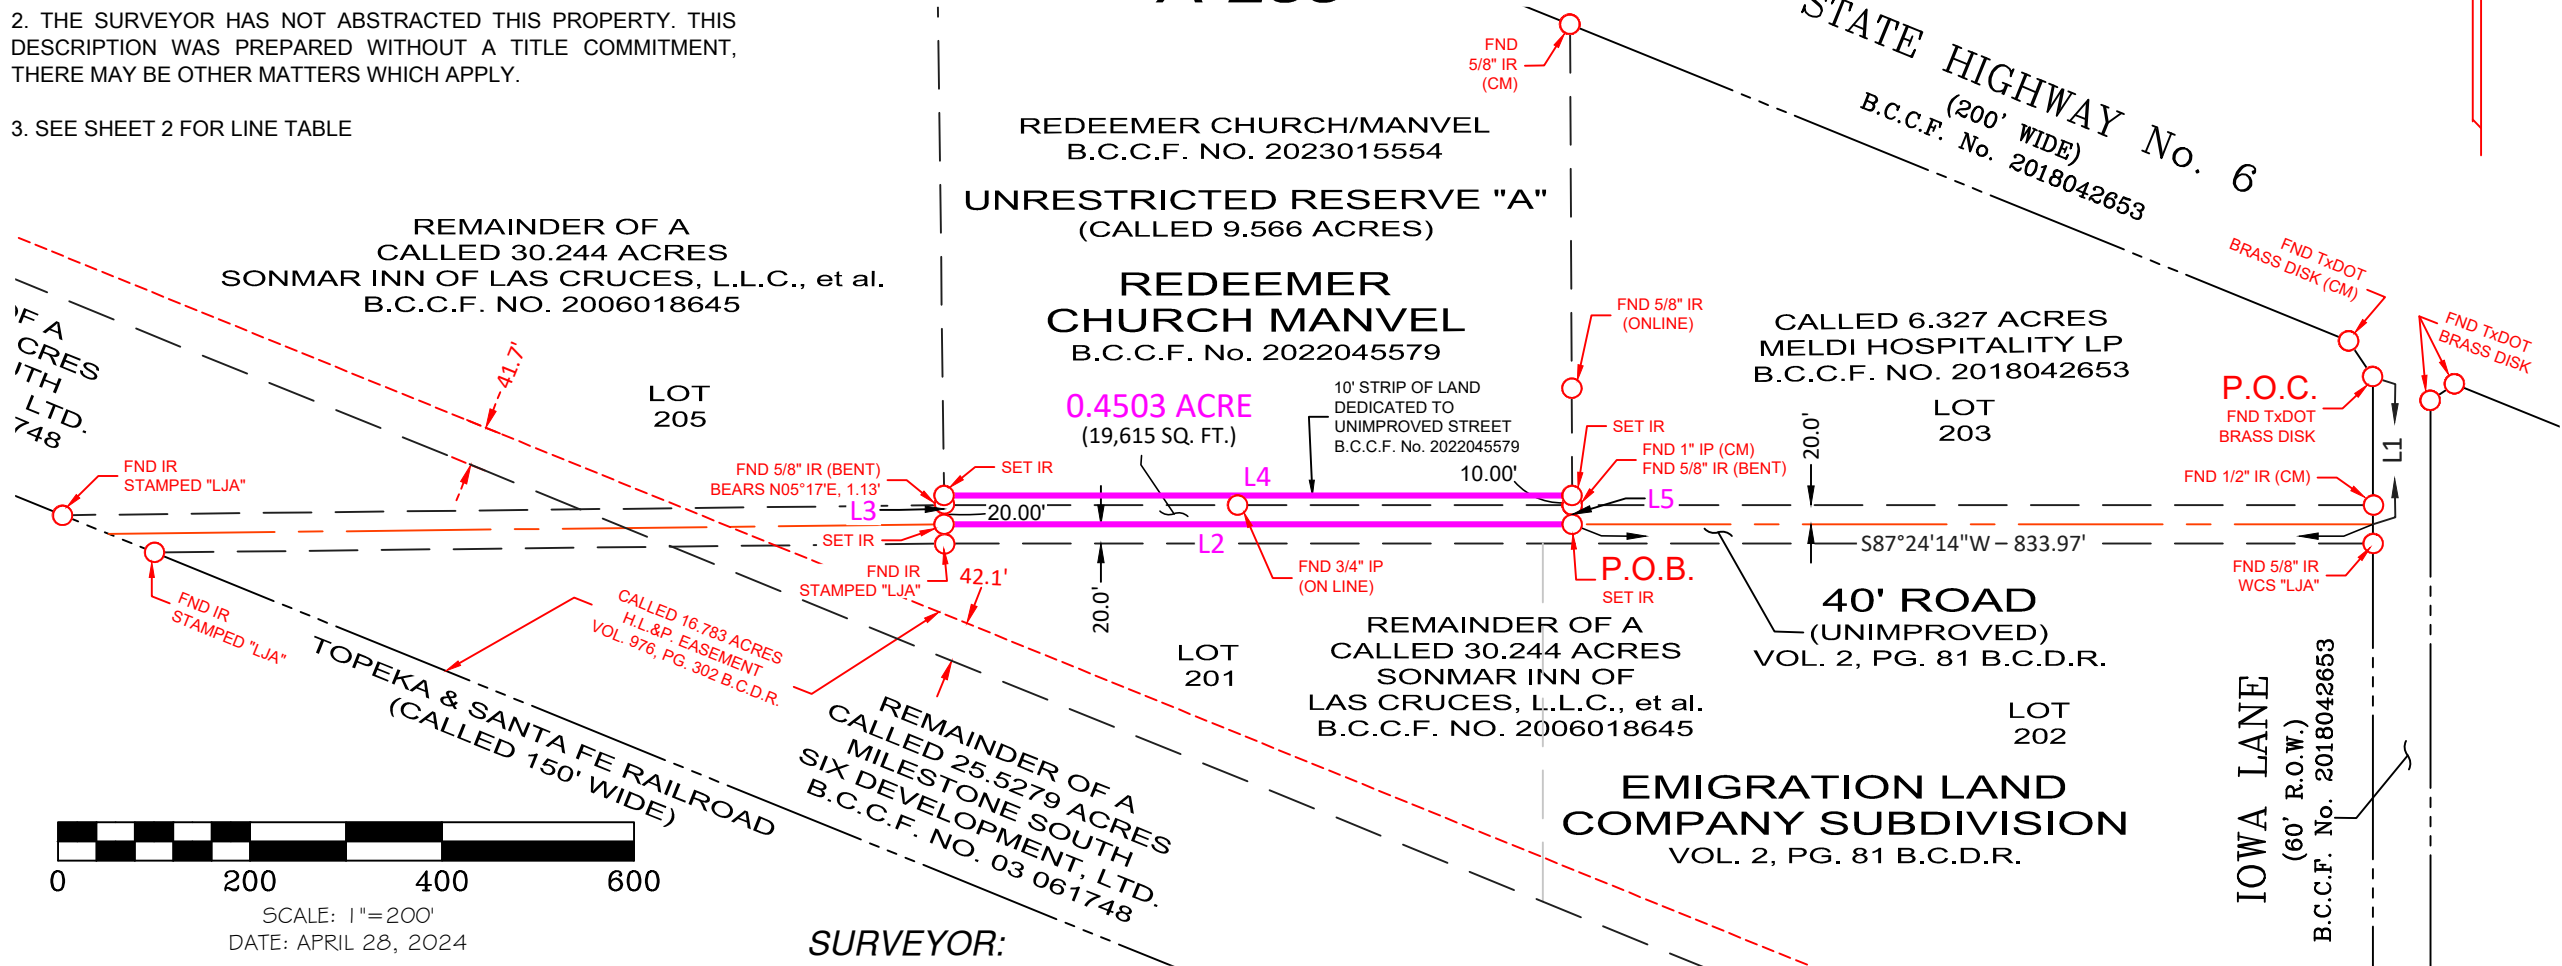 2. THE SURVEYOR HAS NOT ABSTRACTED THIS PROPERTY. THIS
DESCRIPTION WAS PREPARED WITHOUT A TITLE COMMITMENT,
THERE MAY BE OTHER MATTERS WHICH APPLY.
3. SEE SHEET 2 FOR LINE TABLE
FND
5/8" IR
(CM)
STATE HIGHWAY No. 6
(200' WIDE)
B.C.C.F. No. 2018042653
REDEEMER CHURCH/MANVEL
B.C.C.F. NO. 2023015554
UNRESTRICTED RESERVE "A"
(CALLED 9.566 ACRES)
REDEEMER
CHURCH MANVEL
B.C.C.F. No. 2022045579
REMAINDER OF A
CALLED 30.244 ACRES
SONMAR INN OF LAS CRUCES, L.L.C., et al.
B.C.C.F. NO. 2006018645
OF A
CRES
LTD.
748
41.7'
LOT
205
0.4503 ACRE
(19,615 SQ. FT.)
10' STRIP OF LAND
DEDICATED TO
UNIMPROVED STREET
B.C.C.F. No. 2022045579
FND 5/8" IR
(ONLINE)
CALLED 6.327 ACRES
MELDI HOSPITALITY LP
B.C.C.F. NO. 2018042653
LOT
203
FND TxDOT
BRASS DISK (CM)
FND TxDOT
BRASS DISK
P.O.C.
FND TxDOT
BRASS DISK
L1
20.0'
FND IR
STAMPED "LJA"
FND 5/8" IR (BENT)
BEARS N05°17'E, 1.13'
SET IR
L3
20.00'
L4
10.00'
SET IR
FND 1" IP (CM)
FND 5/8" IR (BENT)
L5
FND 1/2" IR (CM)
SET IR
L2
S87°24'14"W – 833.97'
FND IR
STAMPED "LJA"
42.1'
20.0'
FND 3/4" IP
(ON LINE)
P.O.B.
SET IR
FND 5/8" IR
WCS "LJA"
FND IR
STAMPED "LJA"
CALLED 16.783 ACRES
H.L.&P. EASEMENT
VOL. 976, PG. 302 B.C.D.R.
40' ROAD
(UNIMPROVED)
VOL. 2, PG. 81 B.C.D.R.
LOT
201
REMAINDER OF A
CALLED 30.244 ACRES
SONMAR INN OF
LAS CRUCES, L.L.C., et al.
B.C.C.F. NO. 2006018645
LOT
202
TOPEKA & SANTA FE RAILROAD
(CALLED 150' WIDE)
REMAINDER OF A
CALLED 25.5279 ACRES
MILESTONE SOUTH
SIX DEVELOPMENT, LTD.
B.C.C.F. NO. 03 061748
EMIGRATION LAND
COMPANY SUBDIVISION
VOL. 2, PG. 81 B.C.D.R.
IOWA LANE
(60' R.O.W.)
B.C.C.F. No. 2018042653
0 200 400 600
SCALE: 1"=200'
DATE: APRIL 28, 2024
SURVEYOR: